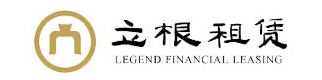 立根租赁
LEGEND FINANCIAL LEASING